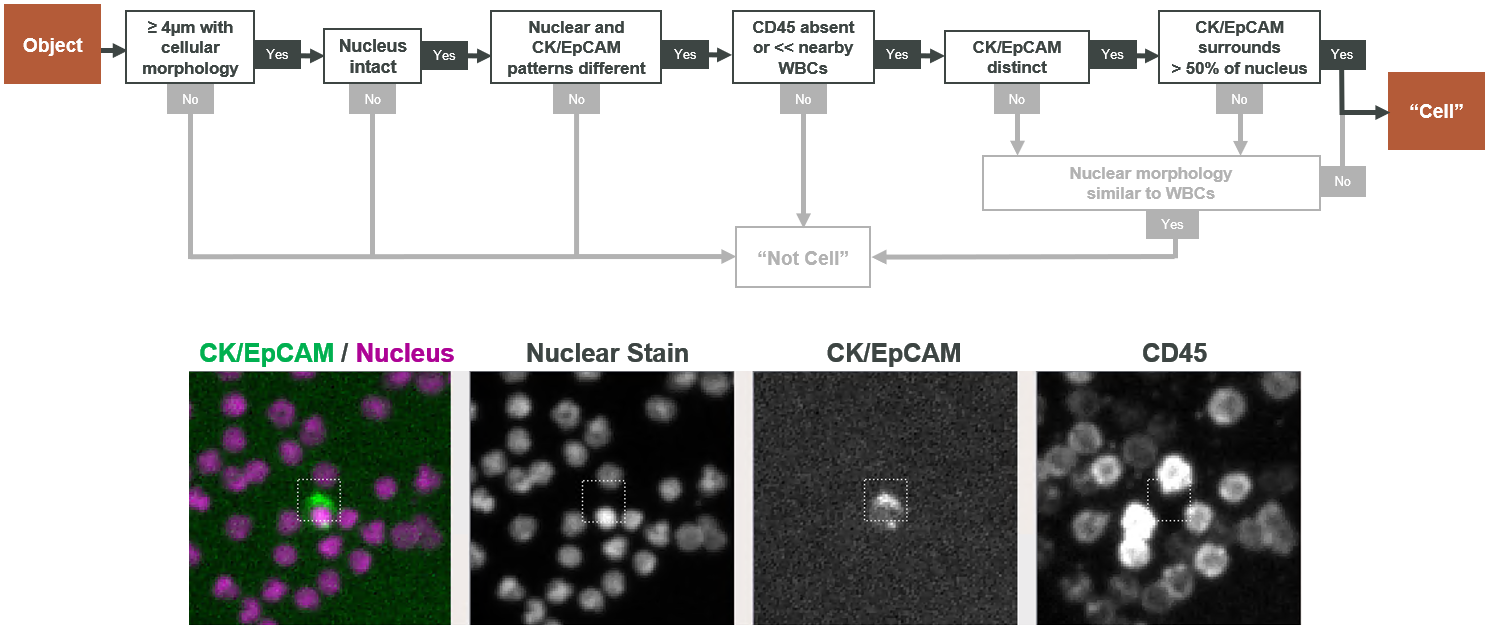 Object
≥ 4µm with
cellular
morphology
Yes
Nucleus
intact
Yes
Nuclear and
CK/EpCAM
patterns different
Yes
CD45 absent
or << nearby
WBCs
Yes
CK/EpCAM
distinct
Yes
CK/EpCAM
surrounds
> 50% of nucleus
Yes
No
No
No
No
No
No
“Cell”
Nuclear morphology
similar to WBCs
No
Yes
“Not Cell”
CK/EpCAM / Nucleus
Nuclear Stain
CK/EpCAM
CD45